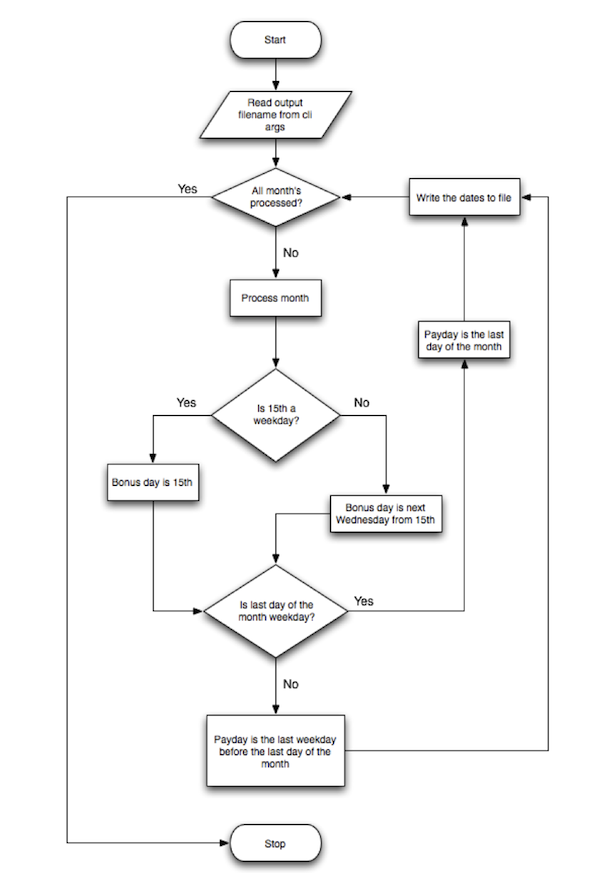 Start
Read output
filename from cli
args
All month's
processed?
Yes
No
Write the dates to file
Process month
Payday is the last
day of the month
Is 15th a
weekday?
Yes
No
Bonus day is 15th
Bonus day is next
Wednesday from 15th
Is last day of the
month weekday?
Yes
No
Payday is the last weekday
before the last day of the
month
Stop